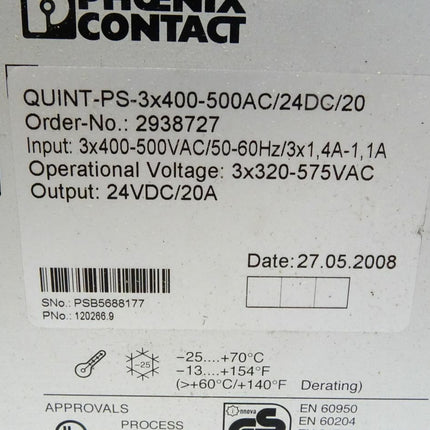 PHOENIX
CONTACT
QUINT-PS-3x400-500AC/24DC/20
Order-No.: 2938727
Input: 3x400-500VAC/50-60Hz/3x1,4A-1,1A
Operational Voltage: 3x320-575VAC
Output: 24VDC/20A
Date: 27.05.2008
SNo.: PSB5688177
PNo.: 120266.9
-25
–25....+70°C
–13....+154°F
(>+60°C/+140°F Derating)
APPROVALS
PROCESS
GS
EN 60950
EN 60204